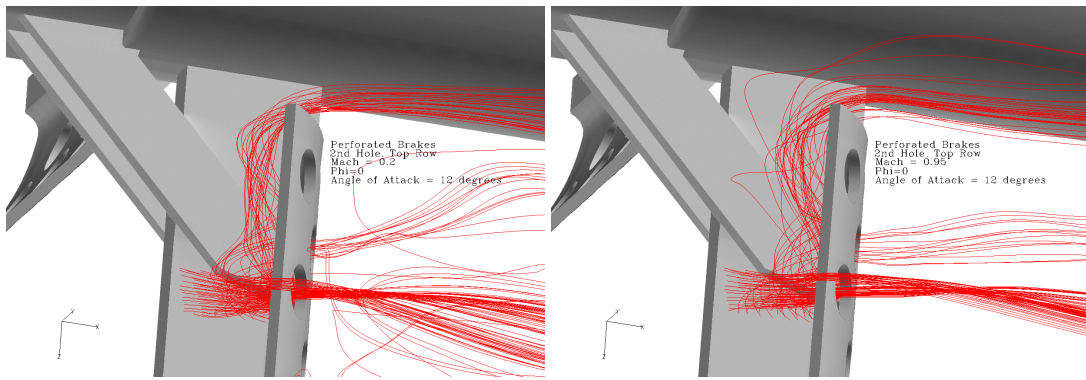 Perforated Brakes
2nd Hole, Top Row
Mach = 0.2
Phi=0
Angle of Attack = 12 degrees
Y
X
Z
Perforated Brakes
2nd Hole, Top Row
Mach = 0.95
Phi=0
Angle of Attack = 12 degrees
Y
X
Z